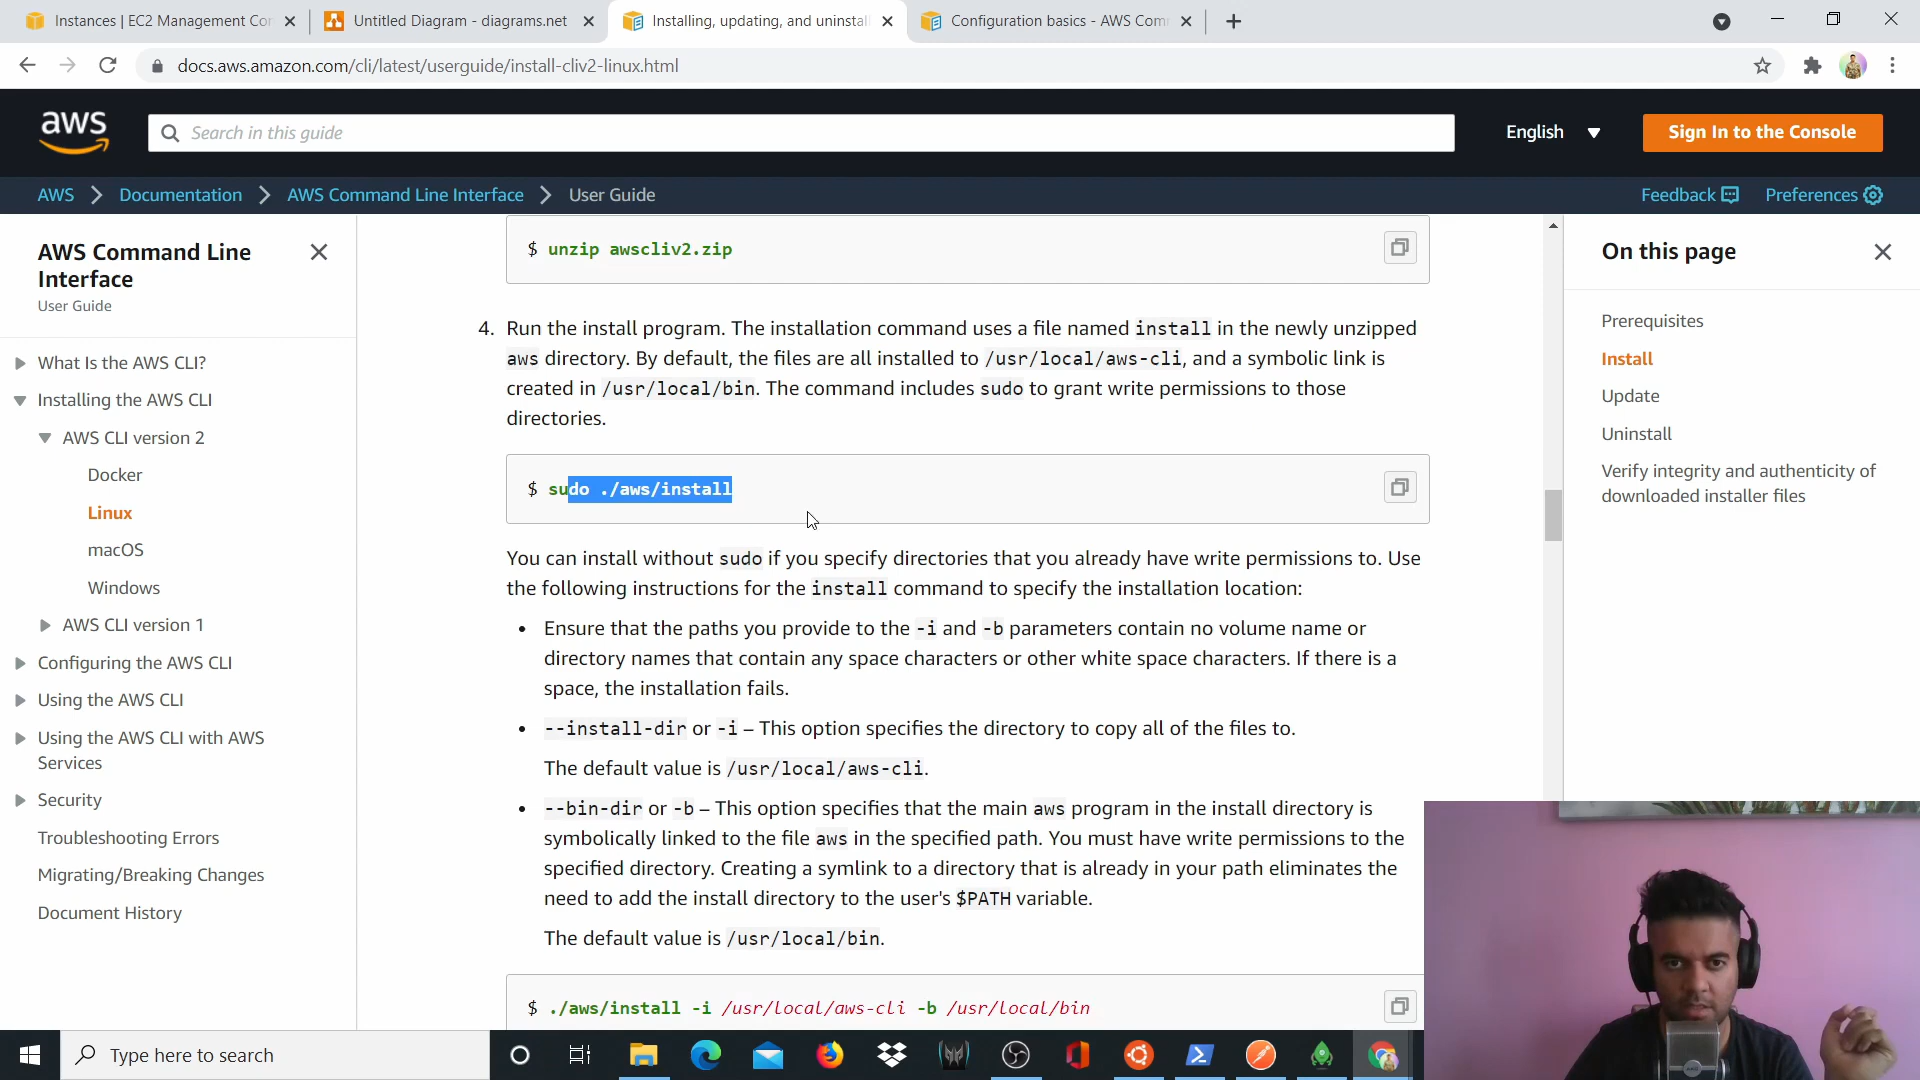 Instances | EC2 Management Con
Untitled Diagram - diagrams.net
Installing, updating, and uninstal
Configuration basics - AWS Com
docs.aws.amazon.com/cli/latest/userguide/install-cliv2-linux.html
aws
Search in this guide
English
Sign In to the Console
AWS
Documentation
AWS Command Line Interface
User Guide
Feedback
Preferences
AWS Command Line
Interface
User Guide
What Is the AWS CLI?
Installing the AWS CLI
AWS CLI version 2
Docker
Linux
macOS
Windows
AWS CLI version 1
Configuring the AWS CLI
Using the AWS CLI
Using the AWS CLI with AWS
Services
Security
Troubleshooting Errors
Migrating/Breaking Changes
Document History
$ unzip awscliv2.zip
4. Run the install program. The installation command uses a file named install in the newly unzipped
aws directory. By default, the files are all installed to /usr/local/aws-cli, and a symbolic link is
created in /usr/local/bin. The command includes sudo to grant write permissions to those
directories.
$ sudo ./aws/install
You can install without sudo if you specify directories that you already have write permissions to. Use
the following instructions for the install command to specify the installation location:
• Ensure that the paths you provide to the -i and -b parameters contain no volume name or
directory names that contain any space characters or other white space characters. If there is a
space, the installation fails.
• --install-dir or -i – This option specifies the directory to copy all of the files to.
The default value is /usr/local/aws-cli.
• --bin-dir or -b – This option specifies that the main aws program in the install directory is
symbolically linked to the file aws in the specified path. You must have write permissions to the
specified directory. Creating a symlink to a directory that is already in your path eliminates the
need to add the install directory to the user's $PATH variable.
The default value is /usr/local/bin.
$ ./aws/install -i /usr/local/aws-cli -b /usr/local/bin
On this page
Prerequisites
Install
Update
Uninstall
Verify integrity and authenticity of
downloaded installer files
Type here to search